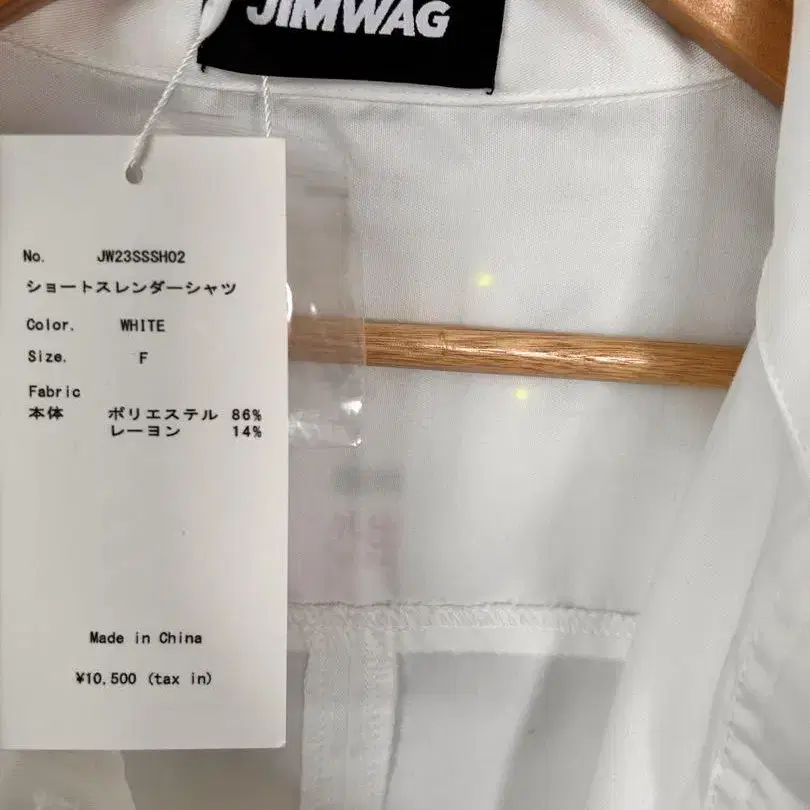 JIMWAG
No. JW23SSSH02
ショートスレンダーシャツ
Color. WHITE
Size. F
Fabric
本体 ポリエステル 86%
レーヨン 14%
Made in China
¥10,500 (tax in)